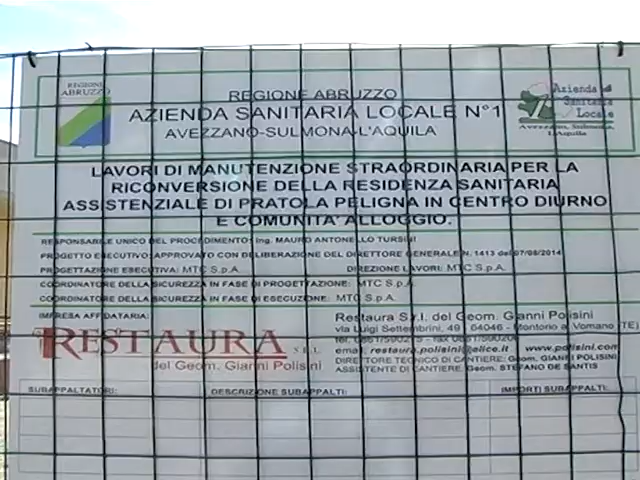 REGIONE
ABRUZZO
REGIONE ABRUZZO
AZIENDA SANITARIA LOCALE N°1
AVEZZANO-SULMONA-L'AQUILA
Azienda
Sanitaria
Locale
Avezzano, Sulmona,
L'Aquila
LAVORI DI MANUTENZIONE STRAORDINARIA PER LA
RICONVERSIONE DELLA RESIDENZA SANITARIA
ASSISTENZIALE DI PRATOLA PELIGNA IN CENTRO DIURNO
E COMUNITA' ALLOGGIO.
RESPONSABILE UNICO DEL PROCEDIMENTO: Ing. MAURO ANTONELLO TURSINI
PROGETTO ESECUTIVO: APPROVATO CON DELIBERAZIONE DEL DIRETTORE GENERALE N. 1413 del 07/08/2014
PROGETTAZIONE ESECUTIVA: MTC S.p.A. DIREZIONE LAVORI: MTC S.p.A.
COORDINATORE DELLA SICUREZZA IN FASE DI PROGETTAZIONE: MTC S.p.A.
COORDINATORE DELLA SICUREZZA IN FASE DI ESECUZIONE: MTC S.p.A.
IMPRESA AFFIDATARIA:
RESTAURA S.R.L.
del Geom. Gianni Polisini
Restaura S.r.l. del Geom. Gianni Polisini
via Luigi Settembrini, 49 64046 - Montorio al Vomano (TE)
tel. - fax
email. restaura.polisini@alice.it www.polisini.com
DIRETTORE TECNICO DI CANTIERE: Geom. GIANNI POLISINI
ASSISTENTE DI CANTIERE: Geom. STEFANO DE SANTIS
SUBAPPALTATORI: DESCRIZIONE SUBAPPALTI: IMPORTI SUBAPPALTI: